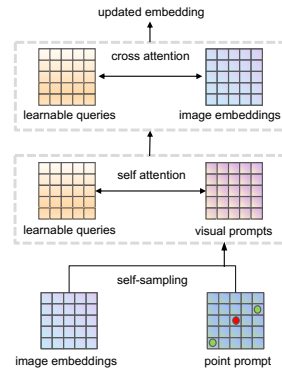 updated embedding
cross attention
learnable queries
image embeddings
self attention
learnable queries
visual prompts
self-sampling
image embeddings
point prompt